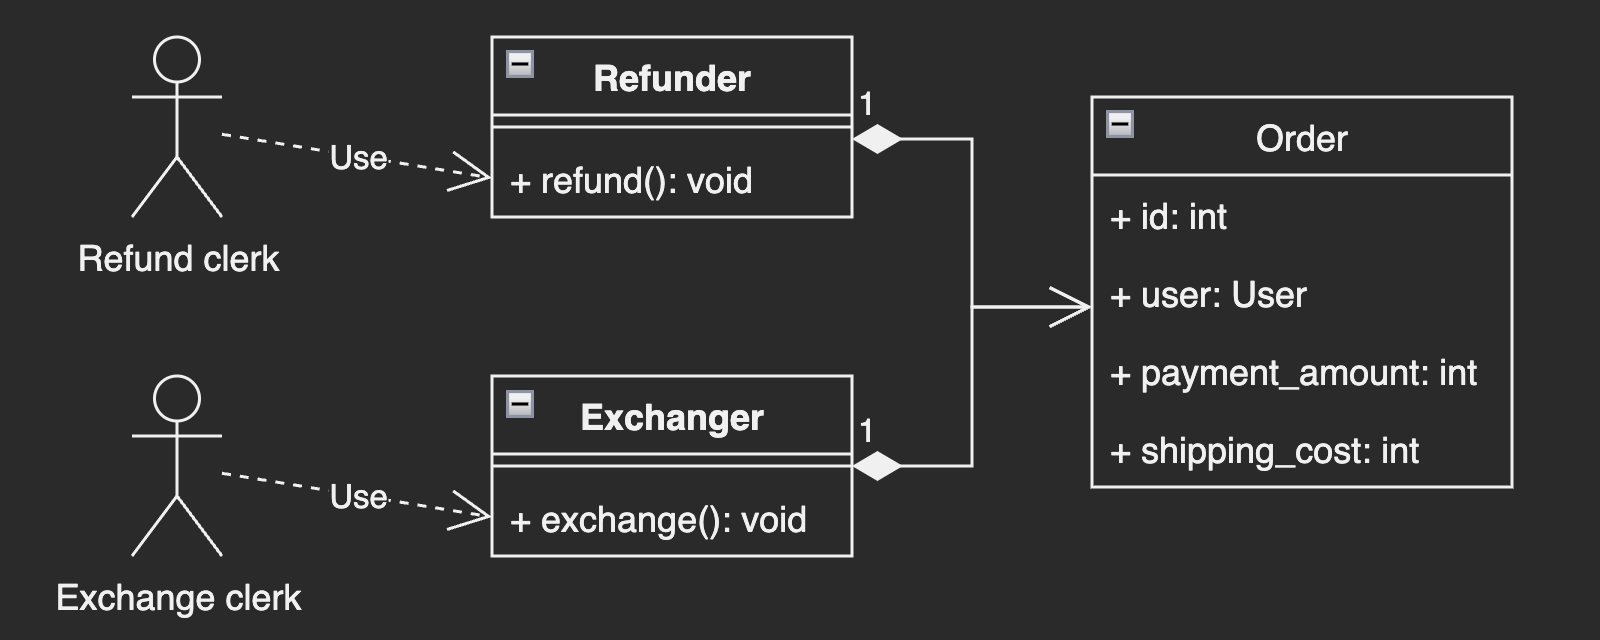 Refunder
1
+ refund(): void
Use
Refund clerk
Order
+ id: int
+ user: User
+ payment_amount: int
+ shipping_cost: int
Exchanger
1
+ exchange(): void
Use
Exchange clerk